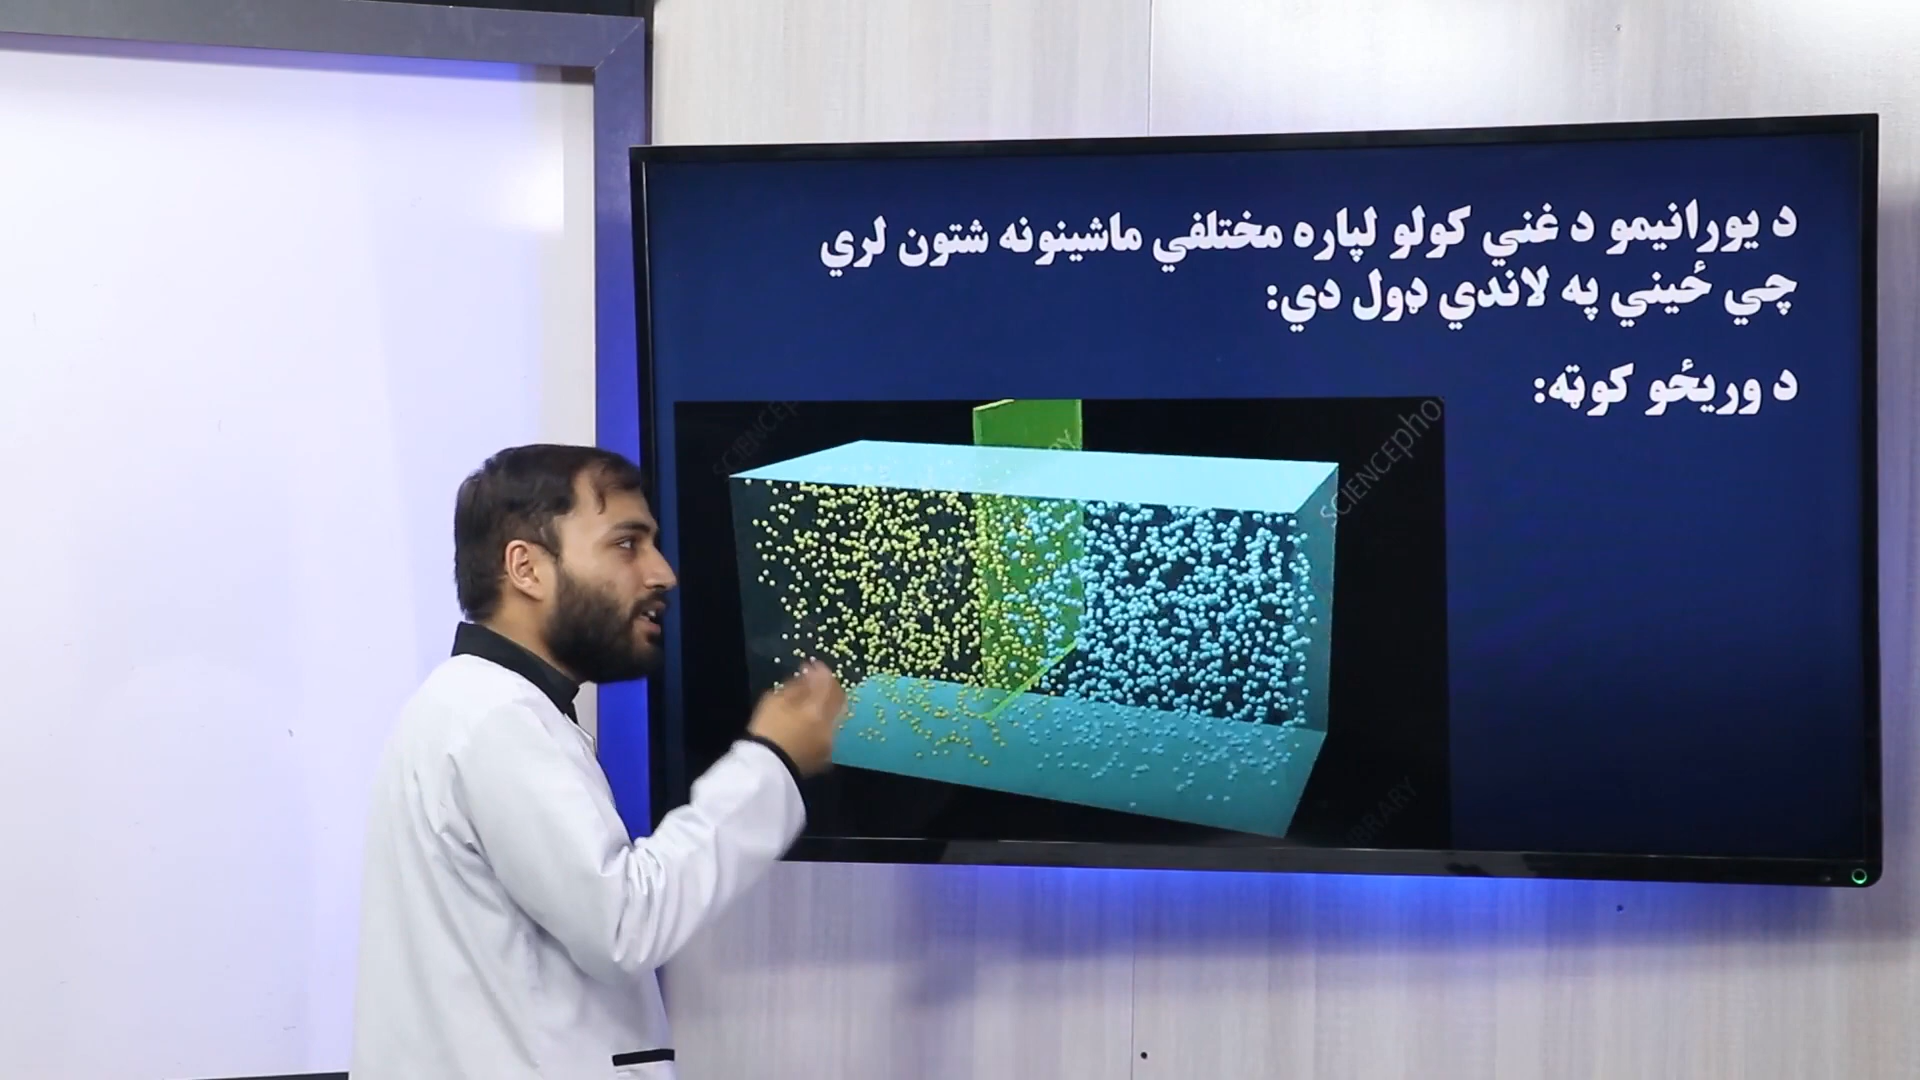 د یورانیمو د غني کولو لپاره مختلفي ماشینونه شتون لري
چي ځیني په لاندي ډول دي:
د وریځو کوټه:
SCIENCEpho